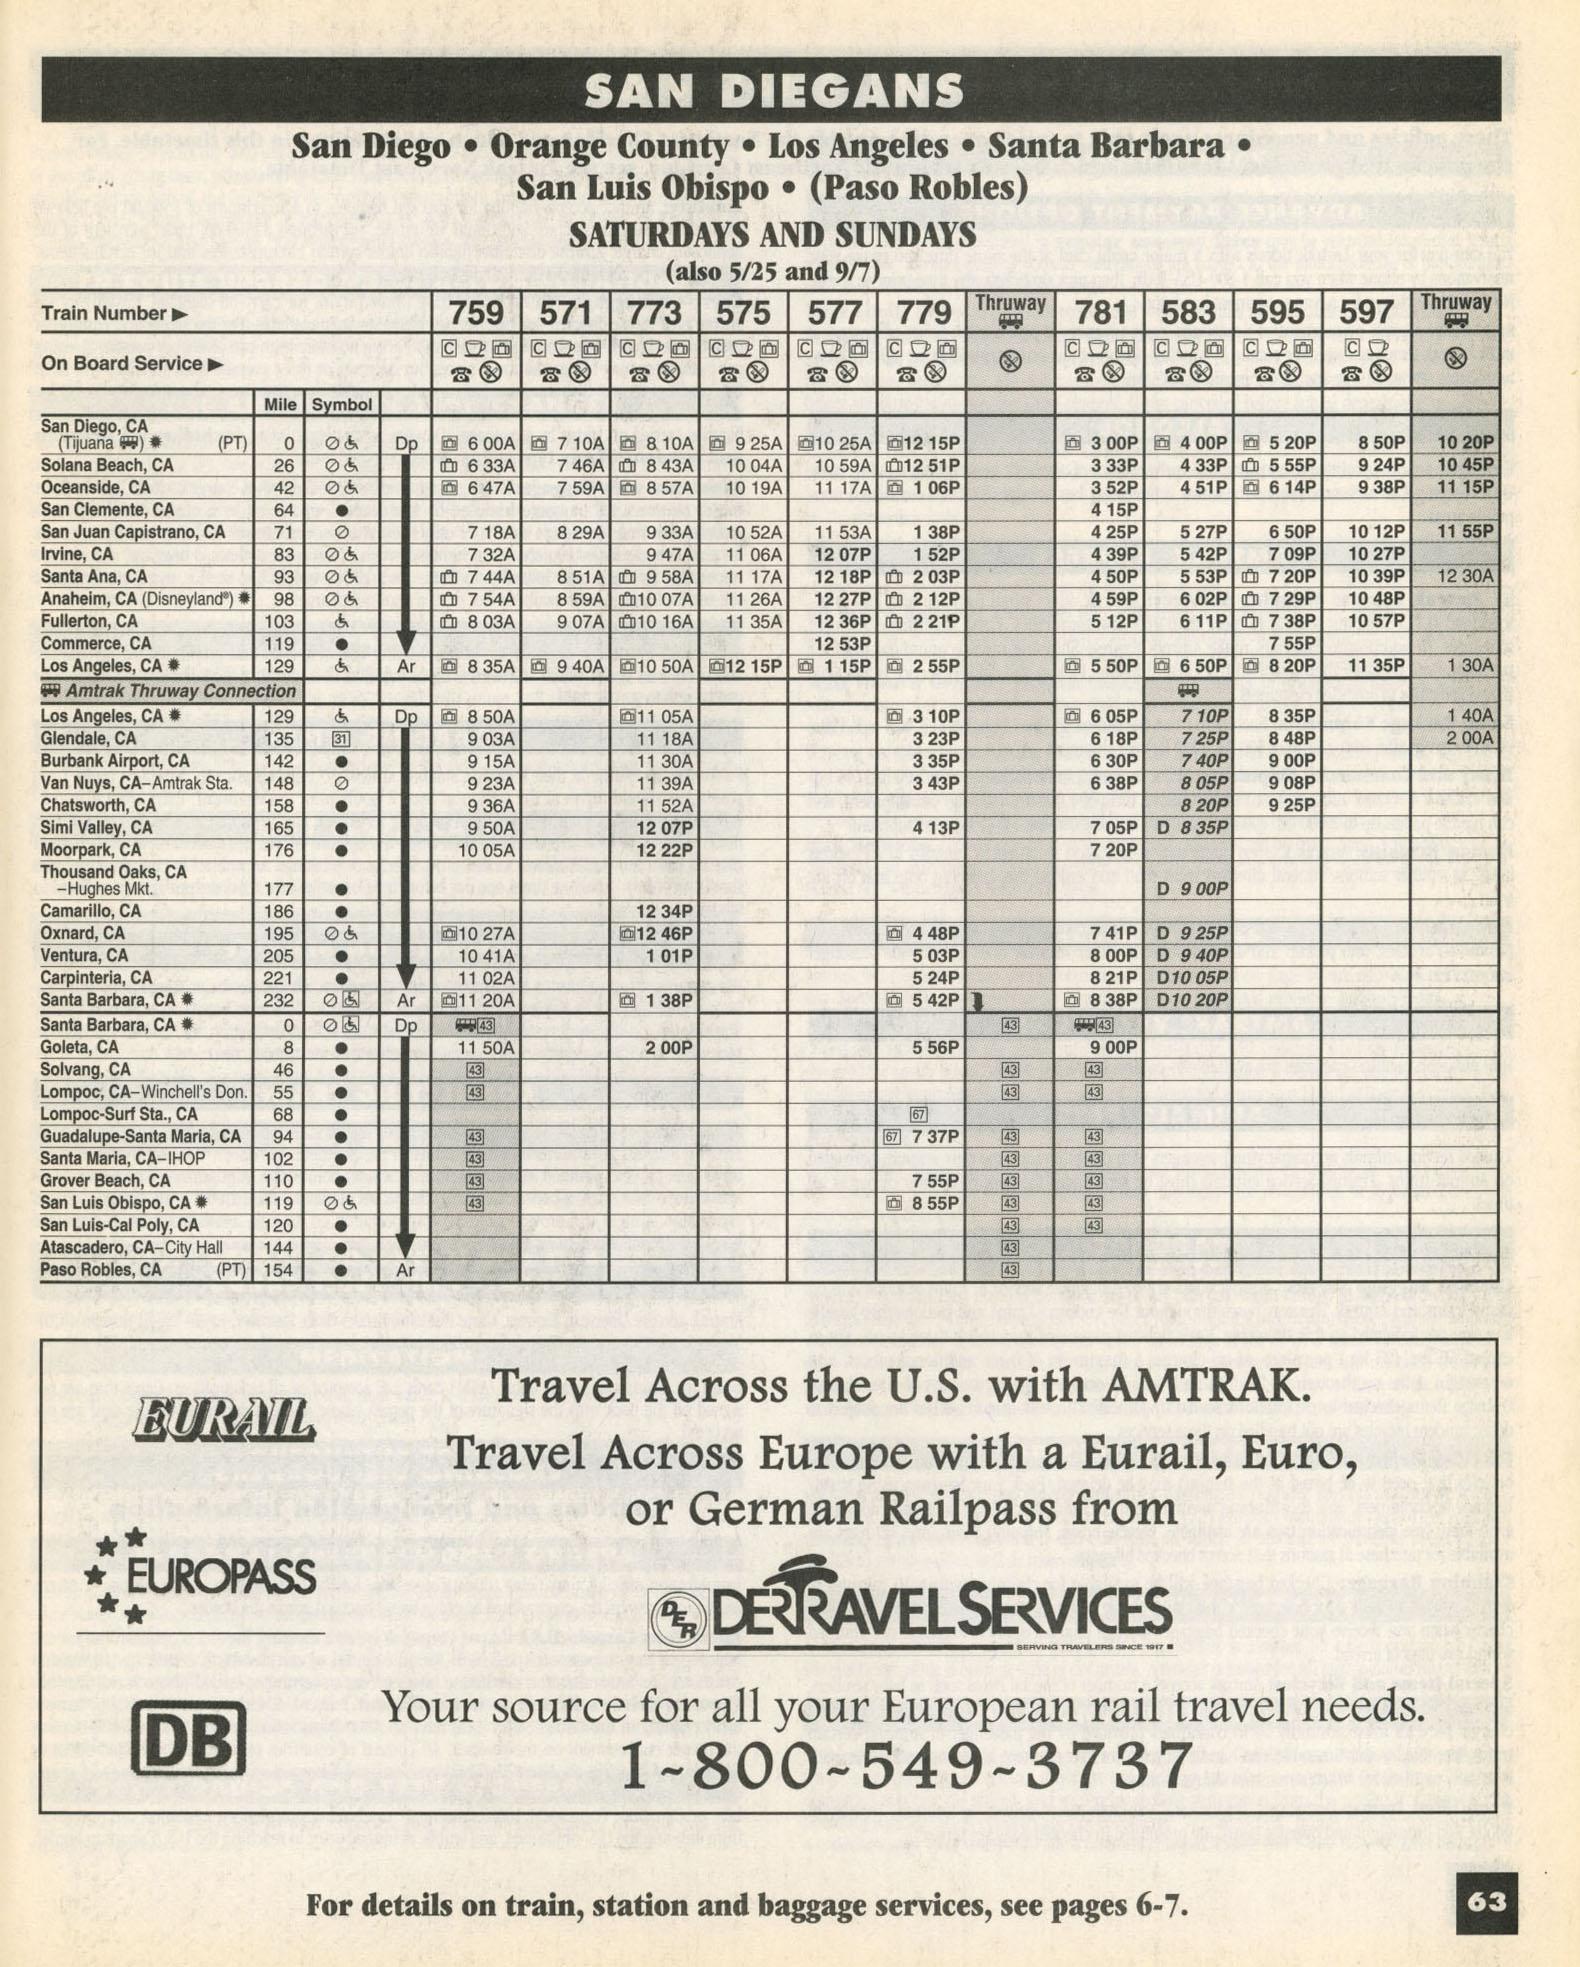 SAN DIEGANS
San Diego • Orange County • Los Angeles • Santa Barbara •
San Luis Obispo • (Paso Robles)
SATURDAYS AND SUNDAYS
(also 5/25 and 9/7)
Train Number ► 759 571 773 575 577 779 Thruway 781 583 595 597 Thruway
On Board Service ► C C C C C C C C C C
Mile Symbol
San Diego, CA
(Tijuana) ✹ (PT) 0 Dp 6 00A 7 10A 8 10A 9 25A 10 25A 12 15P 3 00P 4 00P 5 20P 8 50P 10 20P
Solana Beach, CA 26 6 33A 7 46A 8 43A 10 04A 10 59A 12 51P 3 33P 4 33P 5 55P 9 24P 10 45P
Oceanside, CA 42 6 47A 7 59A 8 57A 10 19A 11 17A 1 06P 3 52P 4 51P 6 14P 9 38P 11 15P
San Clemente, CA 64 ● 4 15P
San Juan Capistrano, CA 71 7 18A 8 29A 9 33A 10 52A 11 53A 1 38P 4 25P 5 27P 6 50P 10 12P 11 55P
Irvine, CA 83 7 32A 9 47A 11 06A 12 07P 1 52P 4 39P 5 42P 7 09P 10 27P
Santa Ana, CA 93 7 44A 8 51A 9 58A 11 17A 12 18P 2 03P 4 50P 5 53P 7 20P 10 39P 12 30A
Anaheim, CA (Disneyland®) ✹ 98 7 54A 8 59A 10 07A 11 26A 12 27P 2 12P 4 59P 6 02P 7 29P 10 48P
Fullerton, CA 103 8 03A 9 07A 10 16A 11 35A 12 36P 2 21P 5 12P 6 11P 7 38P 10 57P
Commerce, CA 119 ● 12 53P 7 55P
Los Angeles, CA ✹ 129 Ar 8 35A 9 40A 10 50A 12 15P 1 15P 2 55P 5 50P 6 50P 8 20P 11 35P 1 30A
Amtrak Thruway Connection
Los Angeles, CA ✹ 129 Dp 8 50A 11 05A 3 10P 6 05P 7 10P 8 35P 1 40A
Glendale, CA 135 31 9 03A 11 18A 3 23P 6 18P 7 25P 8 48P 2 00A
Burbank Airport, CA 142 ● 9 15A 11 30A 3 35P 6 30P 7 40P 9 00P
Van Nuys, CA–Amtrak Sta. 148 9 23A 11 39A 3 43P 6 38P 8 05P 9 08P
Chatsworth, CA 158 ● 9 36A 11 52A 8 20P 9 25P
Simi Valley, CA 165 ● 9 50A 12 07P 4 13P 7 05P D 8 35P
Moorpark, CA 176 ● 10 05A 12 22P 7 20P
Thousand Oaks, CA
–Hughes Mkt. 177 ● D 9 00P
Camarillo, CA 186 ● 12 34P
Oxnard, CA 195 10 27A 12 46P 4 48P 7 41P D 9 25P
Ventura, CA 205 ● 10 41A 1 01P 5 03P 8 00P D 9 40P
Carpinteria, CA 221 ● 11 02A 5 24P 8 21P D10 05P
Santa Barbara, CA ✹ 232 Ar 11 20A 1 38P 5 42P 8 38P D10 20P
Santa Barbara, CA ✹ 0 Dp 43 43 43
Goleta, CA 8 ● 11 50A 2 00P 5 56P 9 00P
Solvang, CA 46 ● 43 43 43
Lompoc, CA–Winchell's Don. 55 ● 43 43 43
Lompoc-Surf Sta., CA 68 ● 67
Guadalupe-Santa Maria, CA 94 ● 43 67 7 37P 43 43
Santa Maria, CA–IHOP 102 ● 43 43 43
Grover Beach, CA 110 ● 43 7 55P 43 43
San Luis Obispo, CA ✹ 119 43 8 55P 43 43
San Luis-Cal Poly, CA 120 ● 43 43
Atascadero, CA–City Hall 144 ● 43
Paso Robles, CA (PT) 154 ● Ar 43
Travel Across the U.S. with AMTRAK.
EURAIL
Travel Across Europe with a Eurail, Euro,
or German Railpass from
EUROPASS
DER DER TRAVEL SERVICES
SERVING TRAVELERS SINCE 1917
Your source for all your European rail travel needs.
DB
1~800~549~3737
For details on train, station and baggage services, see pages 6-7.
63